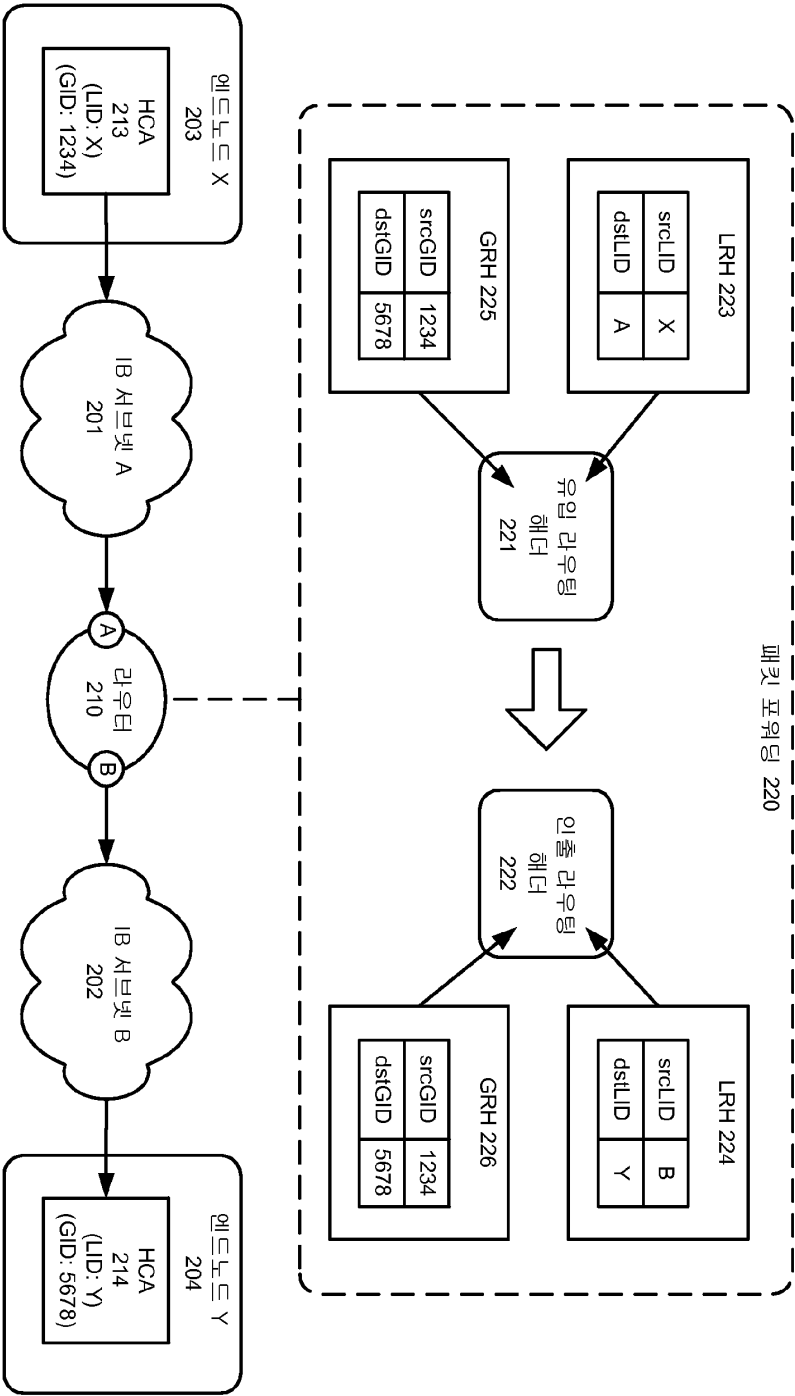 패킷 포워딩 220
LRH 223
srcLID X
dstLID A
GRH 225
srcGID 1234
dstGID 5678
유입 라우팅
해더
221
인출 라우팅
해더
222
LRH 224
srcLID B
dstLID Y
GRH 226
srcGID 1234
dstGID 5678
엔드노드 X
203
HCA
213
(LID: X)
(GID: 1234)
IB 서브넷 A
201
A
라우터
210
B
IB 서브넷 B
202
엔드노드 Y
204
HCA
214
(LID: Y)
(GID: 5678)